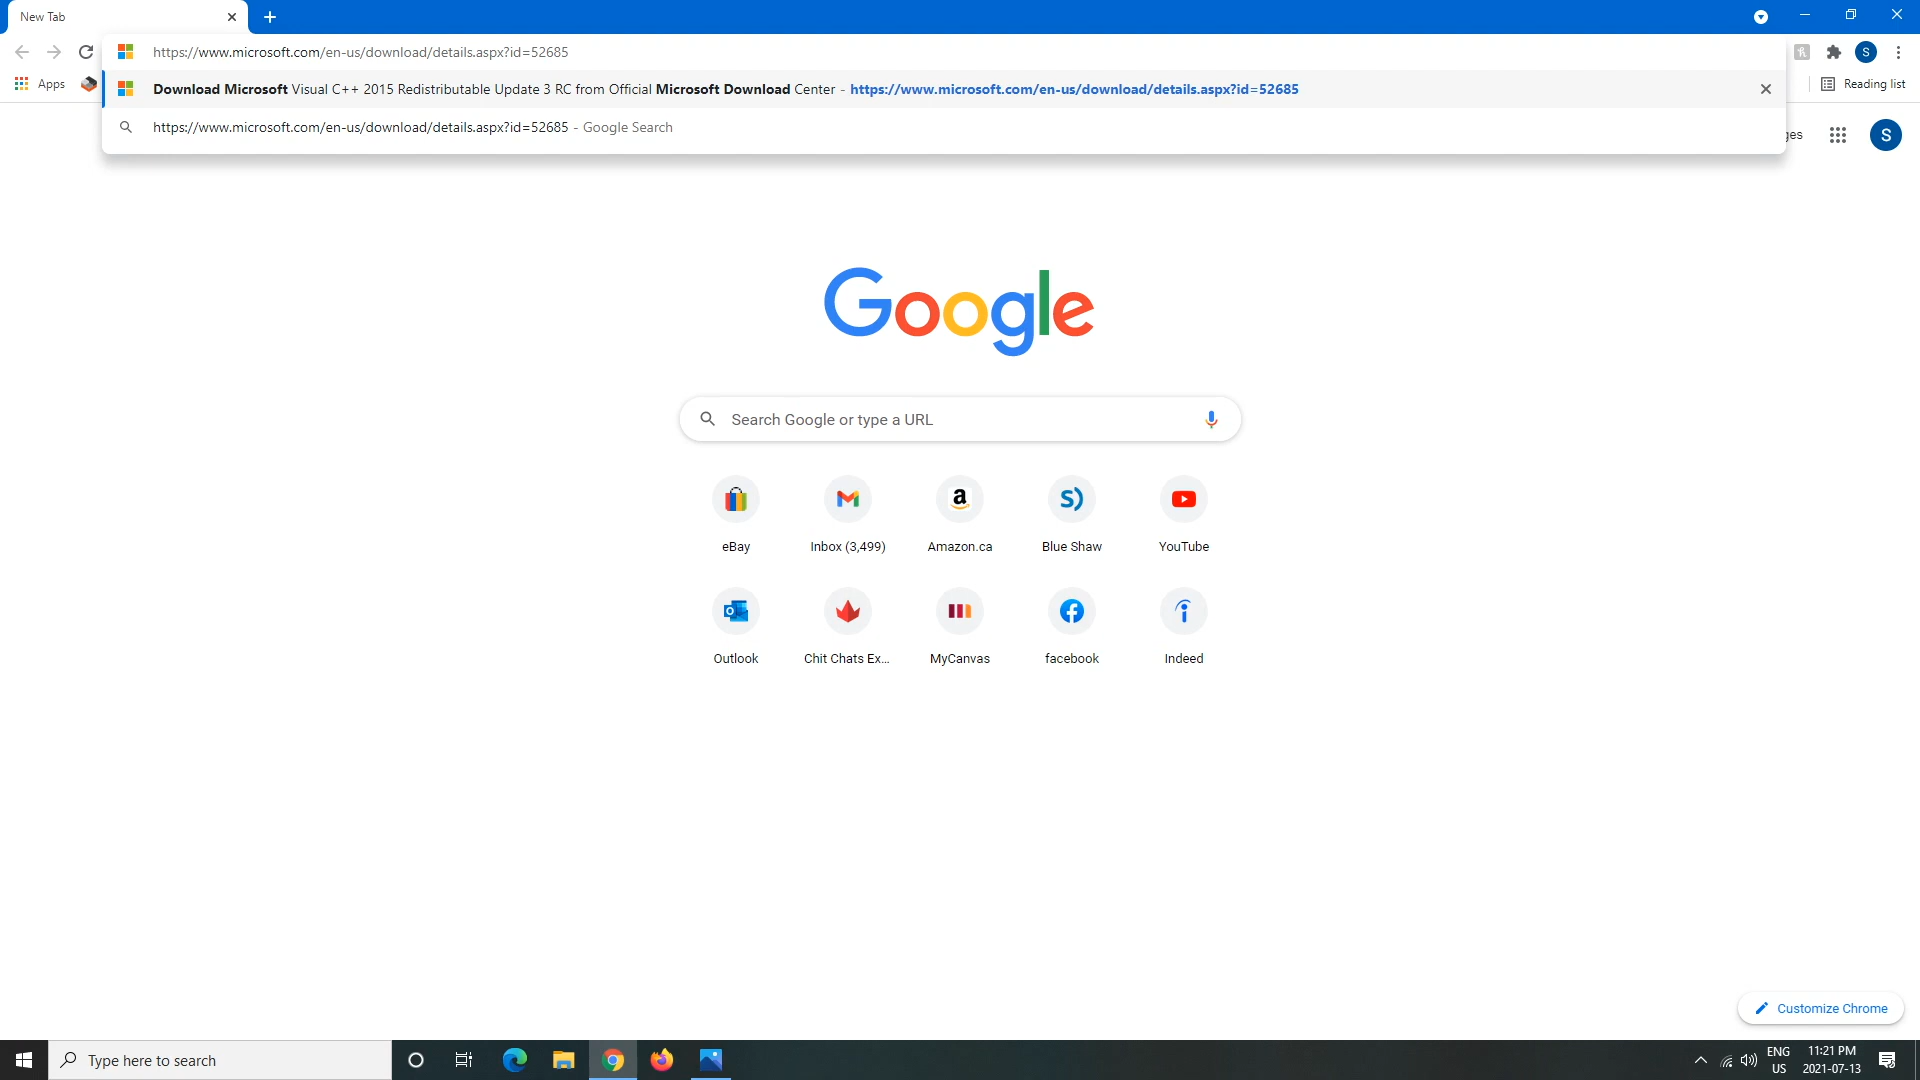 New Tab
https://www.microsoft.com/en-us/download/details.aspx?id=52685
Apps
Download Microsoft Visual C++ 2015 Redistributable Update 3 RC from Official Microsoft Download Center - https://www.microsoft.com/en-us/download/details.aspx?id=52685
Reading list
https://www.microsoft.com/en-us/download/details.aspx?id=52685 - Google Search
S
S
Google
Search Google or type a URL
eBay
Inbox (3,499)
Amazon.ca
Blue Shaw
YouTube
Outlook
Chit Chats Ex...
MyCanvas
facebook
Indeed
Customize Chrome
Type here to search
ENG
US
11:21 PM
2021-07-13